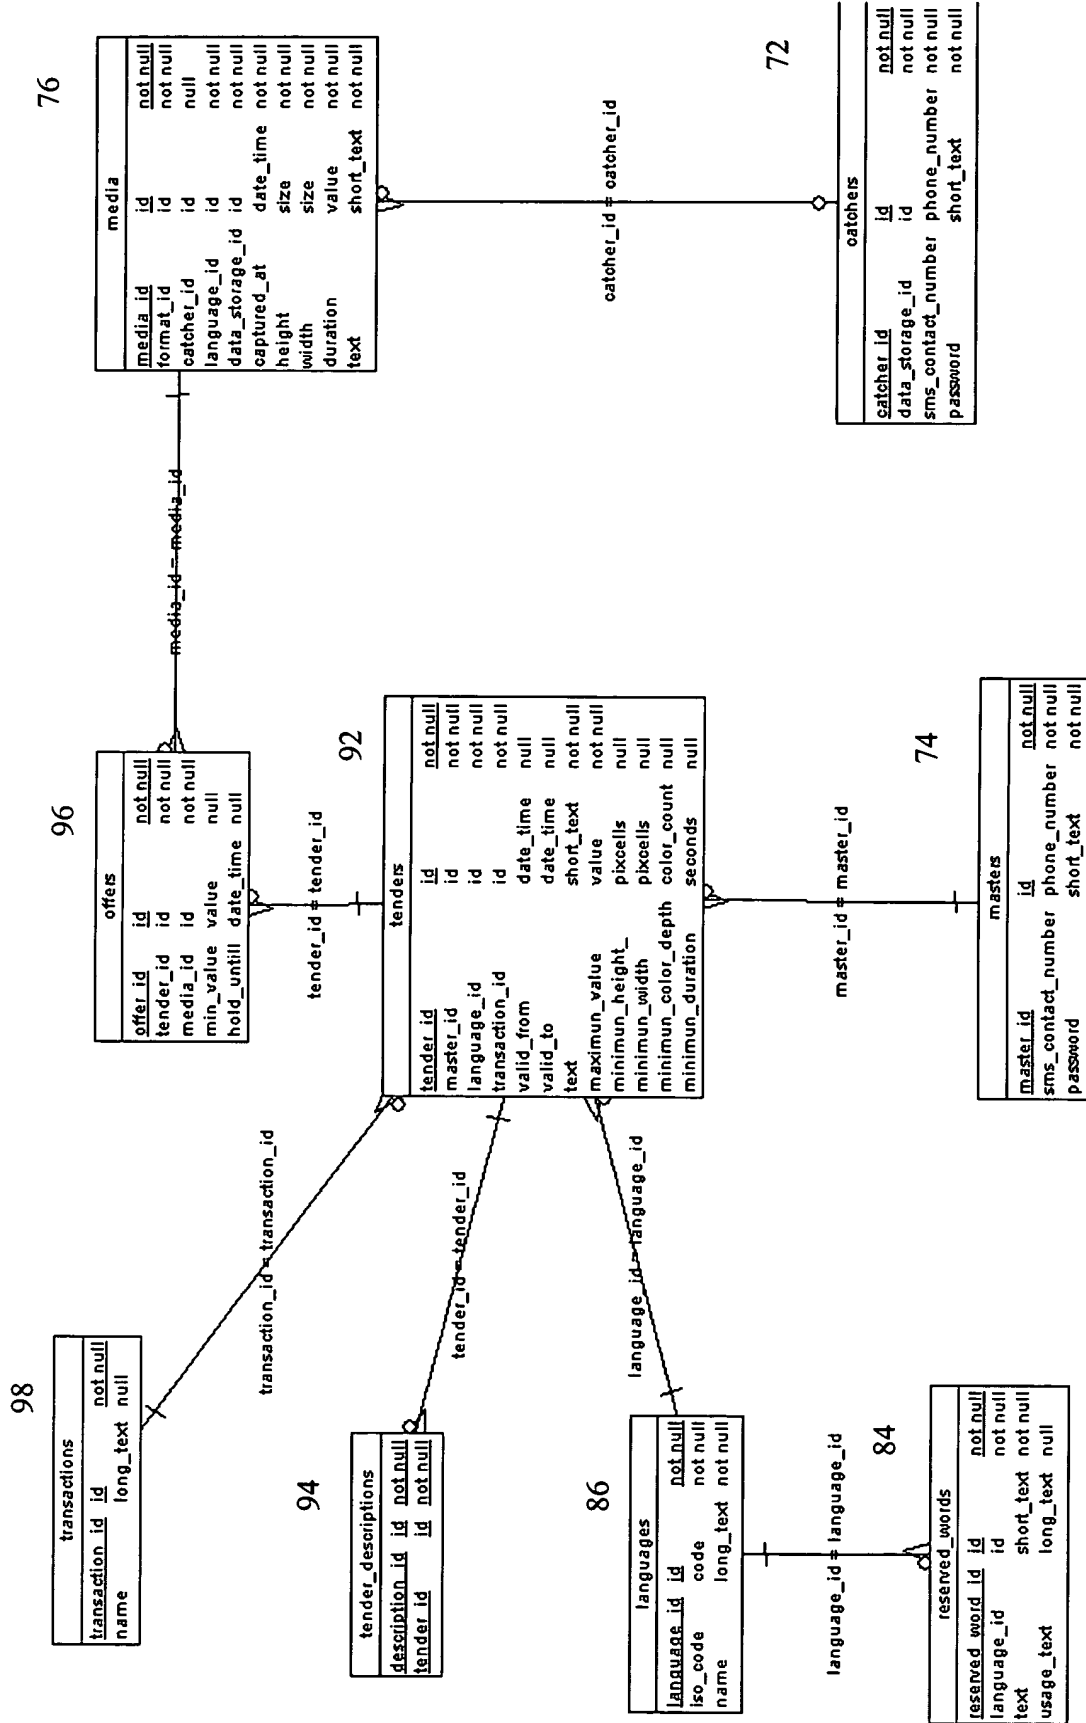 98
transactions
transaction_id id not null
name long_text null
transaction_id = transaction_id
94
tender_descriptions
description_id id not null
tender_id id not null
tender_id = tender_id
86
languages
language_id id not null
iso_code code not null
name long_text not null
language_id = language_id
language_id = language_id
84
reserved_words
reserved_word_id id not null
language_id id not null
text short_text not null
usage_text long_text null
96
offers
offer_id id not null
tender_id id not null
media_id id not null
min_value value null
hold_untill date_time null
tender_id = tender_id
92
tenders
tender_id id not null
master_id id not null
language_id id not null
transaction_id id not null
valid_from date_time null
valid_to date_time null
text short_text not null
maximun_value value not null
minimun_height_ pixcells null
minimun_width pixcells null
minimun_color_depth color_count null
minimun_duration seconds null
master_id = master_id
74
masters
master_id id not null
sms_contact_number phone_number not null
password short_text not null
media_id = media_id
76
media
media_id id not null
format_id id not null
catcher_id id null
language_id id not null
data_storage_id id not null
captured_at date_time not null
height size not null
width size not null
duration value not null
text short_text not null
catcher_id = catcher_id
72
catchers
catcher_id id not null
data_storage_id id not null
sms_contact_number phone_number not null
password short_text not null